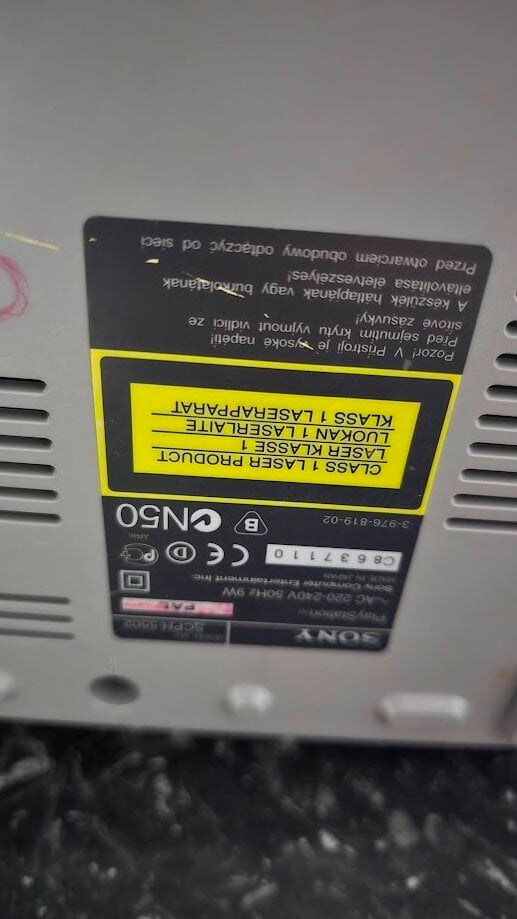 SONY
SCPH-5502
PlayStation
PAL
~AC 220-240V 50Hz 9W
Sony Computer Entertainment Inc.
MADE IN JAPAN
C8637110
3-976-819-02
B
N50
CLASS 1 LASER PRODUCT
LASER KLASSE 1
LUOKAN 1 LASERLAITE
KLASS 1 LASERAPPARAT
Pozor! V Přístroji je vysoké napětí!
Před sejmutím krytu vyjmout vidlici ze
síťové zásuvky!
A készülék hátlapjának vagy burkolatának
eltávolítása életveszélyes!
Przed otwarciem obudowy odłączyć od sieci